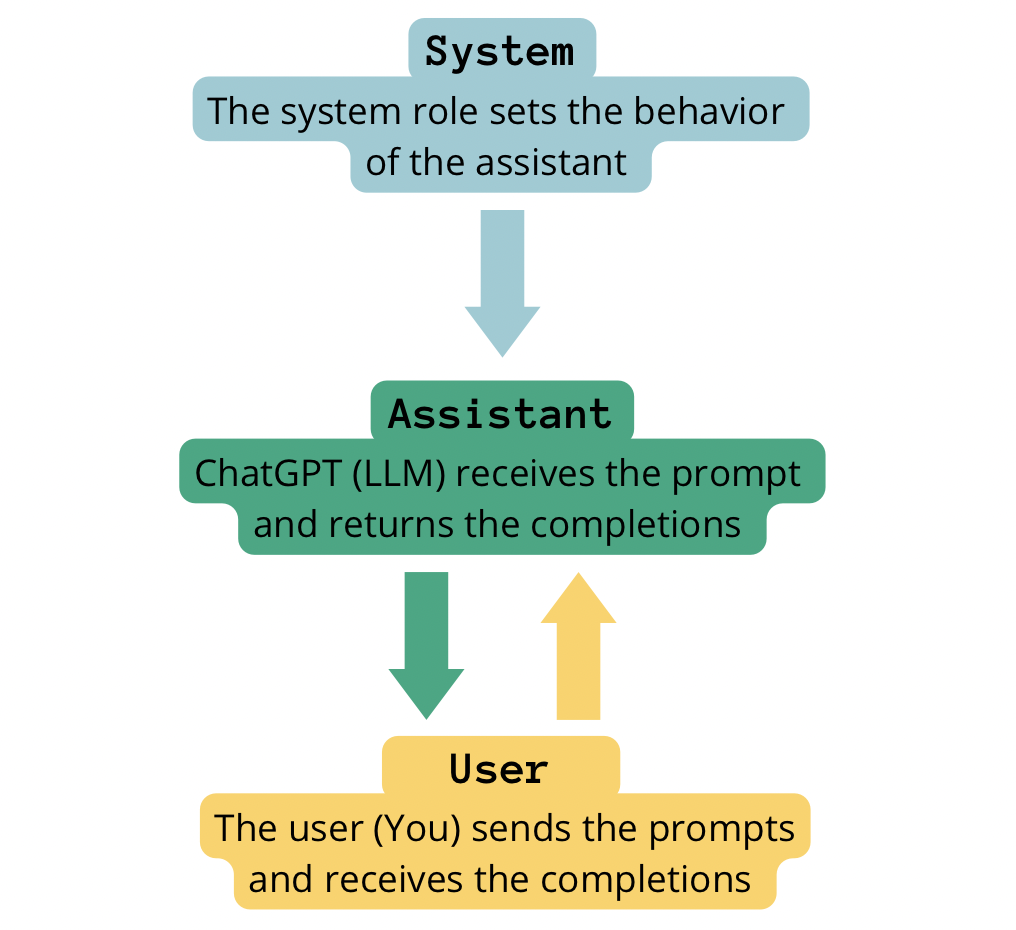 System
The system role sets the behavior
of the assistant
Assistant
ChatGPT (LLM) receives the prompt
and returns the completions
User
The user (You) sends the prompts
and receives the completions